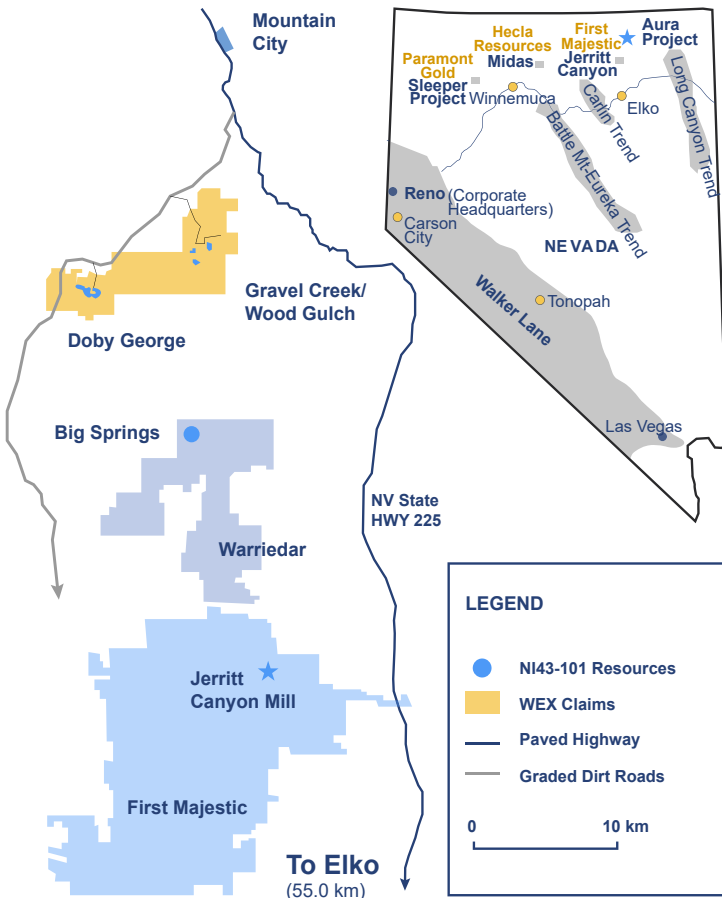 Mountain
City
Gravel Creek/
Wood Gulch
Doby George
Big Springs
Warriedar
NV State
HWY 225
Jerritt
Canyon Mill
First Majestic
To Elko
(55.0 km)
Paramont
Gold
Sleeper
Project
Hecla
Resources
Midas
First
Majestic
Jerritt
Canyon
Aura
Project
Winnemuca
Elko
Carlin Trend
Long Canyon Trend
Battle Mt-Eureka Trend
Reno (Corporate
Headquarters)
Carson
City
NEVADA
Walker Lane
Tonopah
Las Vegas
LEGEND
NI43-101 Resources
WEX Claims
Paved Highway
Graded Dirt Roads
0 10 km